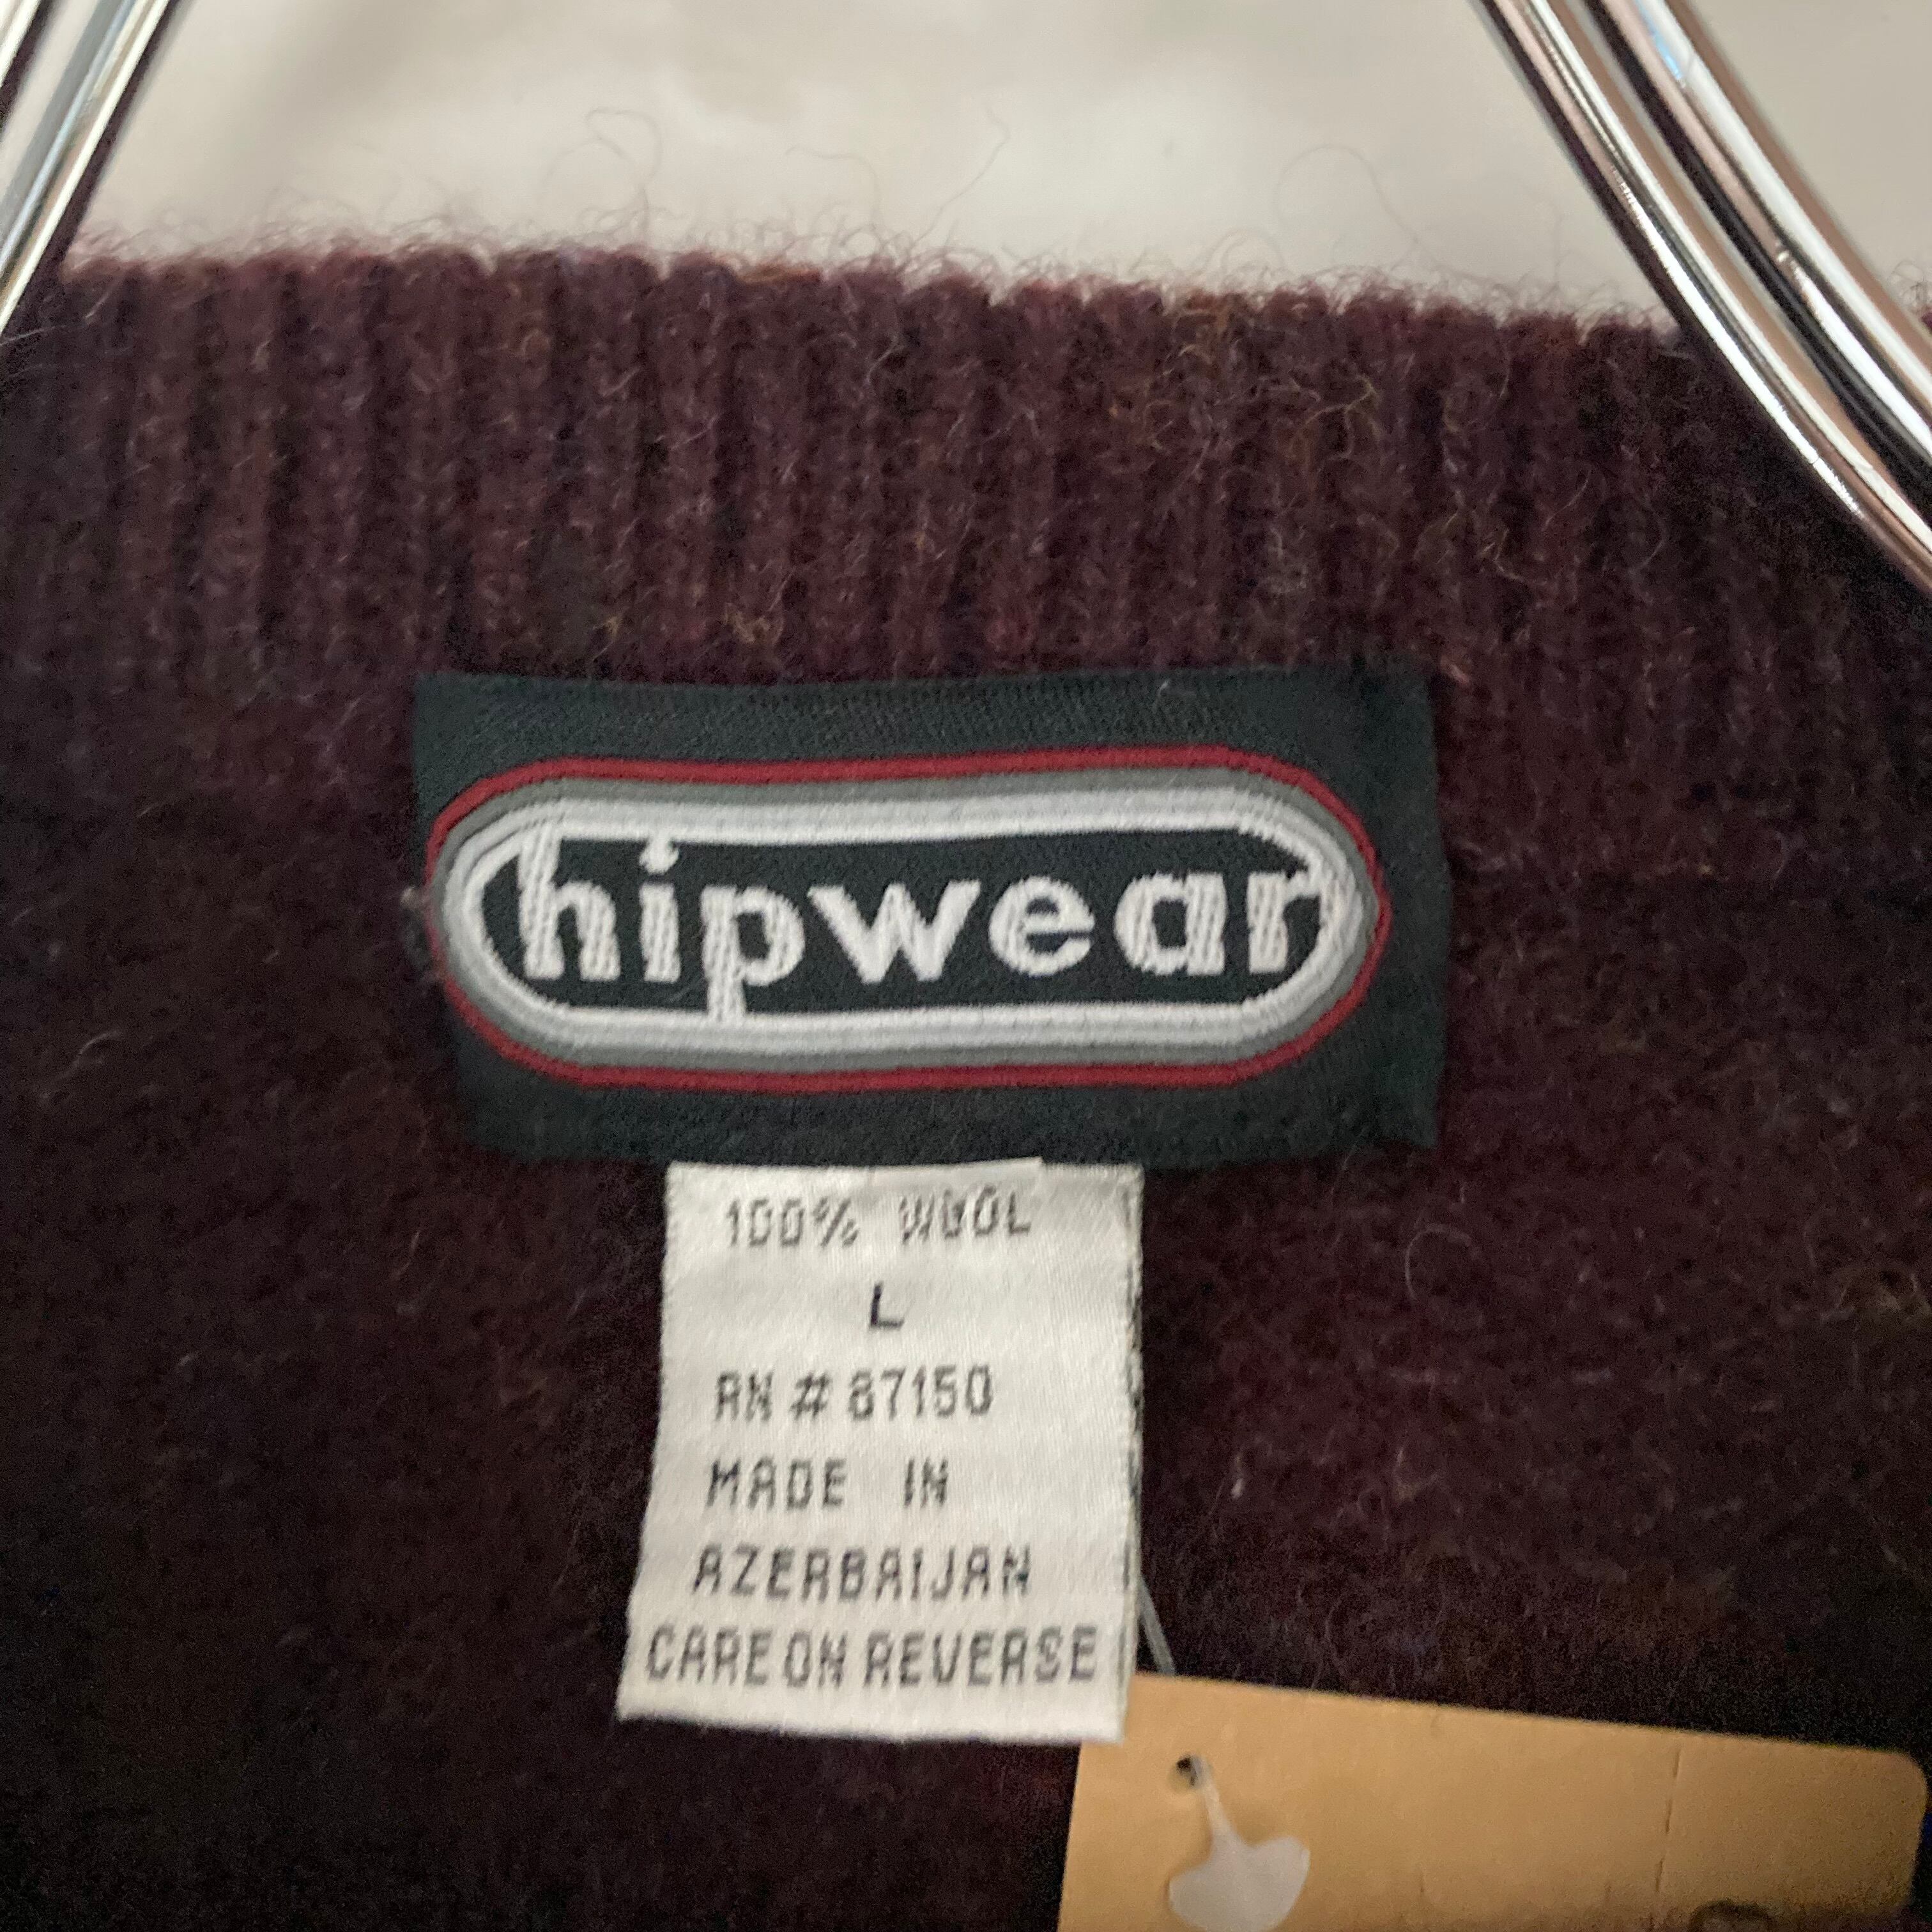 hipwear
100% WOOL
L
RN # 87150
MADE IN
AZERBAIJAN
CARE ON REVERSE